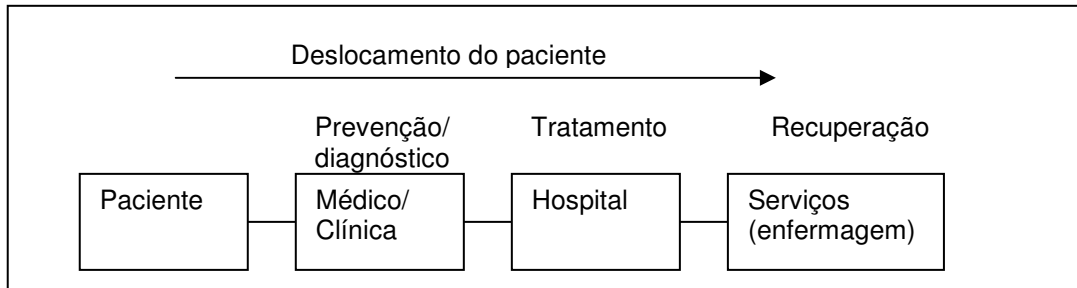 Deslocamento do paciente
Prevenção/
diagnóstico
Tratamento
Recuperação
Paciente
Médico/
Clínica
Hospital
Serviços
(enfermagem)